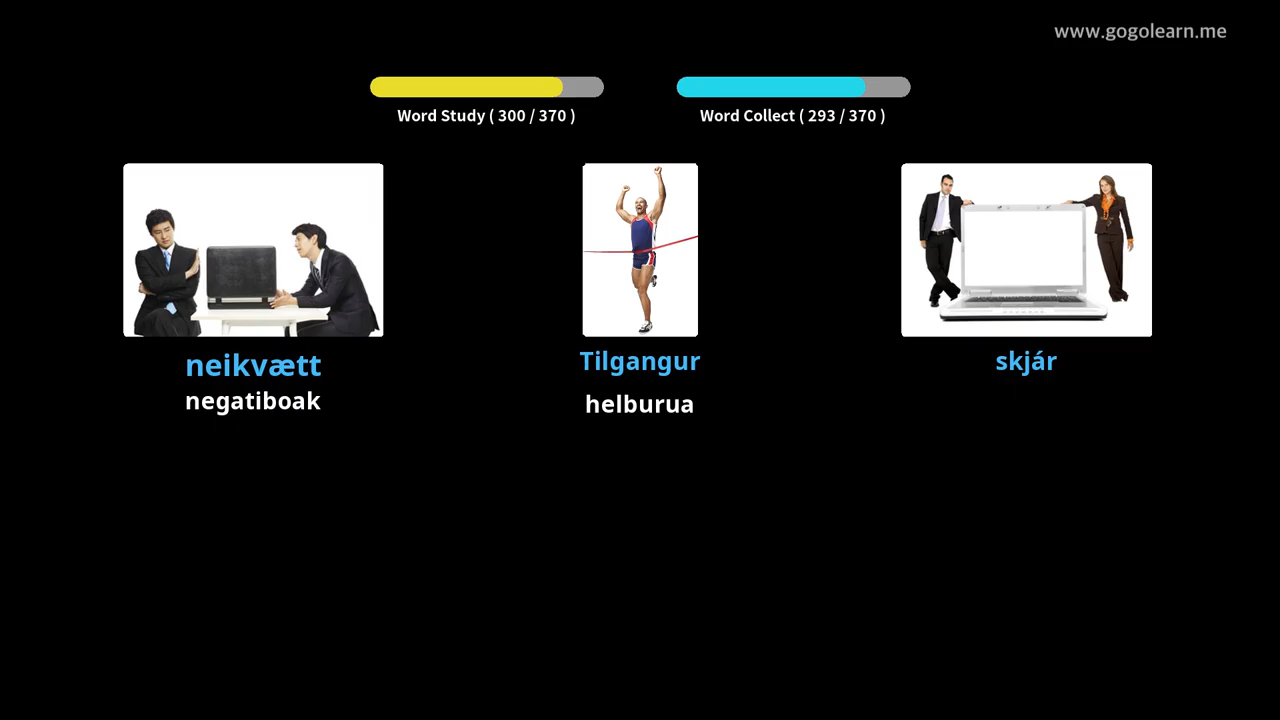 www.gogolearn.me
Word Study ( 300 / 370 )
Word Collect ( 293 / 370 )
neikvætt
negatiboak
Tilgangur
helburua
skjár